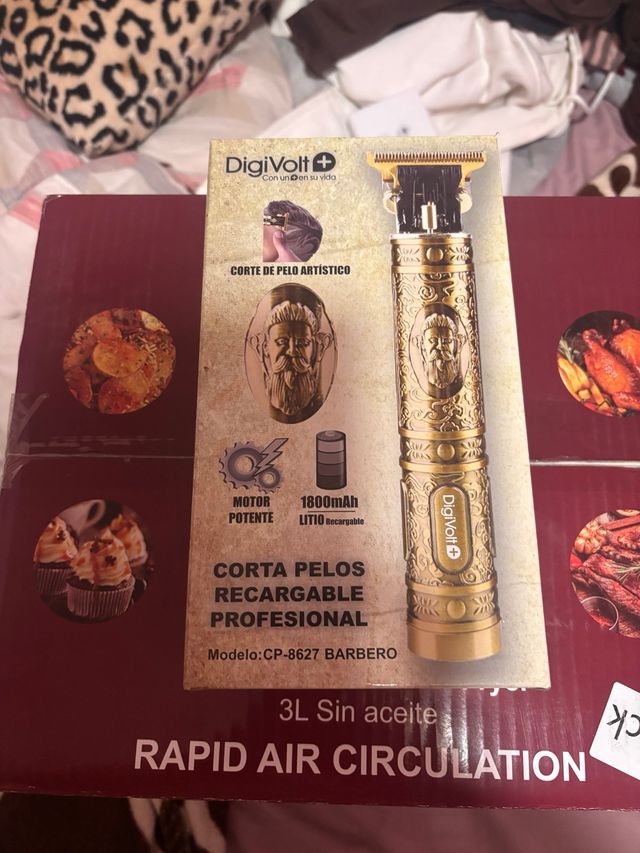 DigiVolt+
Con un + en su vida
CORTE DE PELO ARTÍSTICO
MOTOR
POTENTE
1800mAh
LITIO Recargable
DigiVolt+
CORTA PELOS
RECARGABLE
PROFESIONAL
Modelo:CP-8627 BARBERO
3L Sin aceite
RAPID AIR CIRCULATION